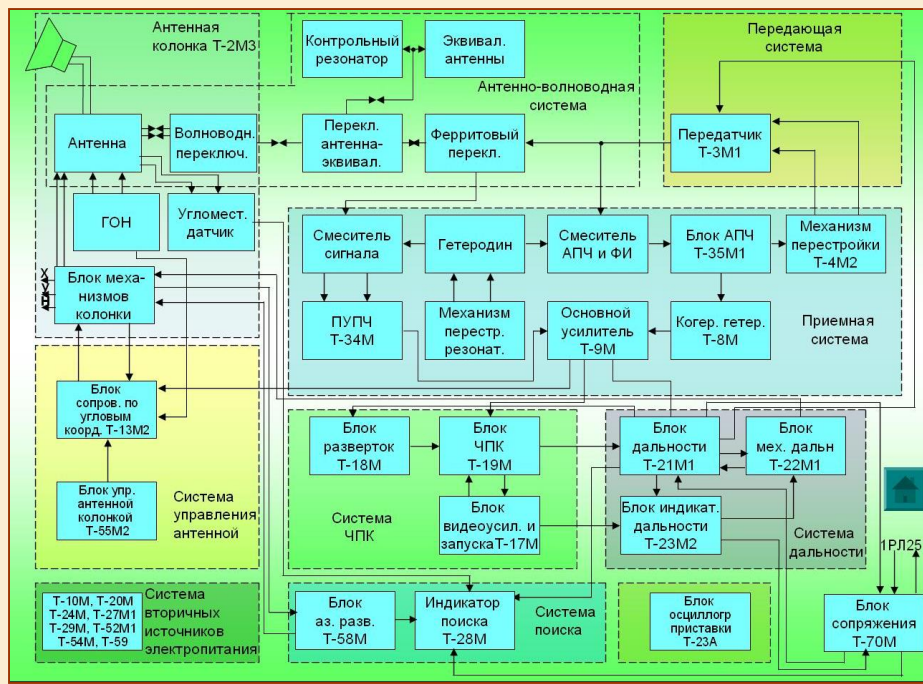 Антенная
колонка Т-2М3
Контрольный
резонатор
Эквивал.
антенны
Антенно-волноводная
система
Передающая
система
Антенна
Волноводн.
переключ.
Перекл.
антенна-
эквивал.
Ферритовый
перекл.
Передатчик
Т-3М1
ГОН
Угломест.
датчик
Смеситель
сигнала
Гетеродин
Смеситель
АПЧ и ФИ
Блок АПЧ
Т-35М1
Механизм
перестройки
Т-4М2
Х
У
Блок меха-
низмов
колонки
ПУПЧ
Т-34М
Механизм
перестр.
резонат.
Основной
усилитель
Т-9М
Когер. гетер.
Т-8М
Приемная
система
Блок
сопров. по
угловым
коорд. Т-13М2
Блок упр.
антенной
колонкой
Т-55М2
Система
управления
антенной
Блок
разверток
Т-18М
Блок
ЧПК
Т-19М
Блок
видеоусил. и
запуска Т-17М
Система
ЧПК
Блок
дальности
Т-21М1
Блок
мех. дальн
Т-22М1
Блок индикат.
дальности
Т-23М2
Система
дальности
1РЛ25
Т-10М, Т-20М
Т-24М, Т-27М1
Т-29М, Т-52М1
Т-54М, Т-59
Система
вторичных
источников
электропитания
Блок
аз. разв.
Т-58М
Индикатор
поиска
Т-28М
Система
поиска
Блок
осциллогр
приставки
Т-23А
Блок
сопряжения
Т-70М